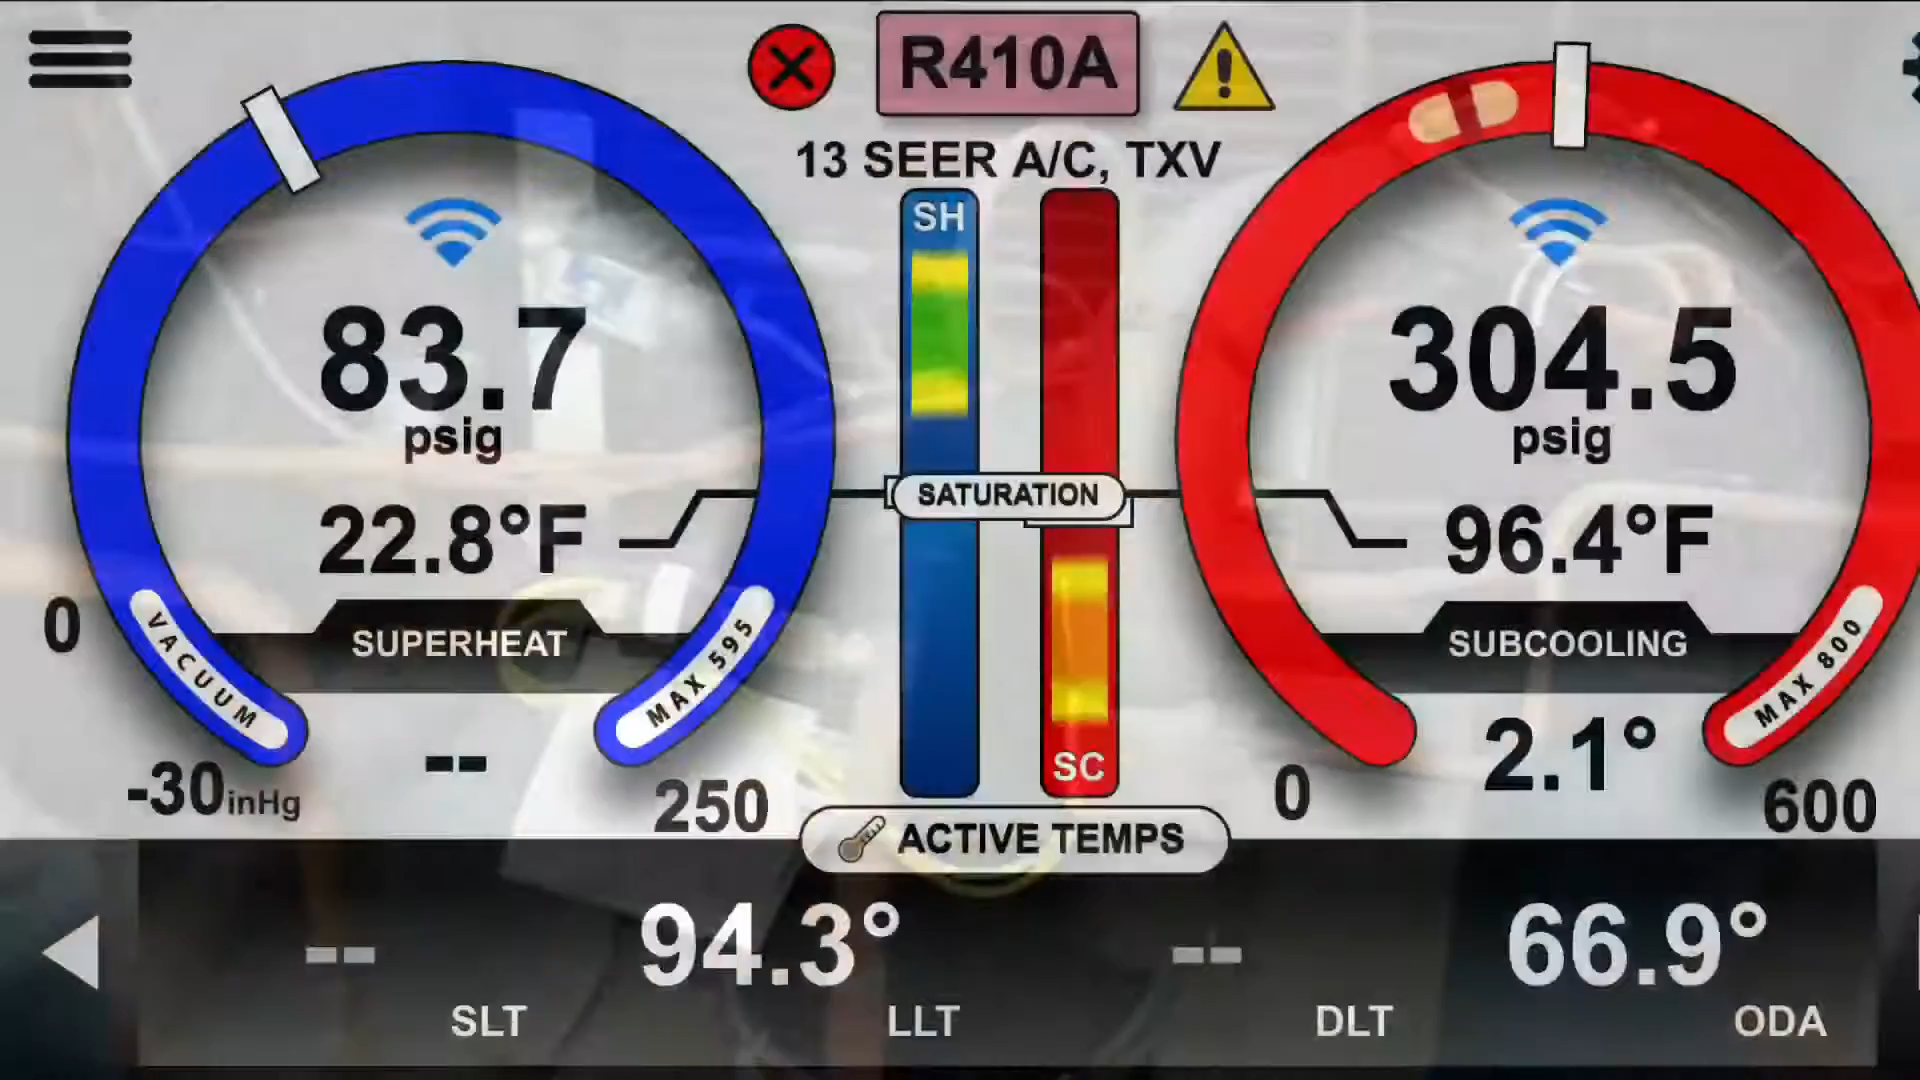 R410A
13 SEER A/C, TXV
SH
83.7
psig
304.5
psig
SATURATION
22.8°F
96.4°F
0
VACUUM
SUPERHEAT
MAX 595
SUBCOOLING
MAX 800
-30inHg
--
250
SC
0
2.1°
600
ACTIVE TEMPS
--
94.3°
--
66.9°
SLT
LLT
DLT
ODA